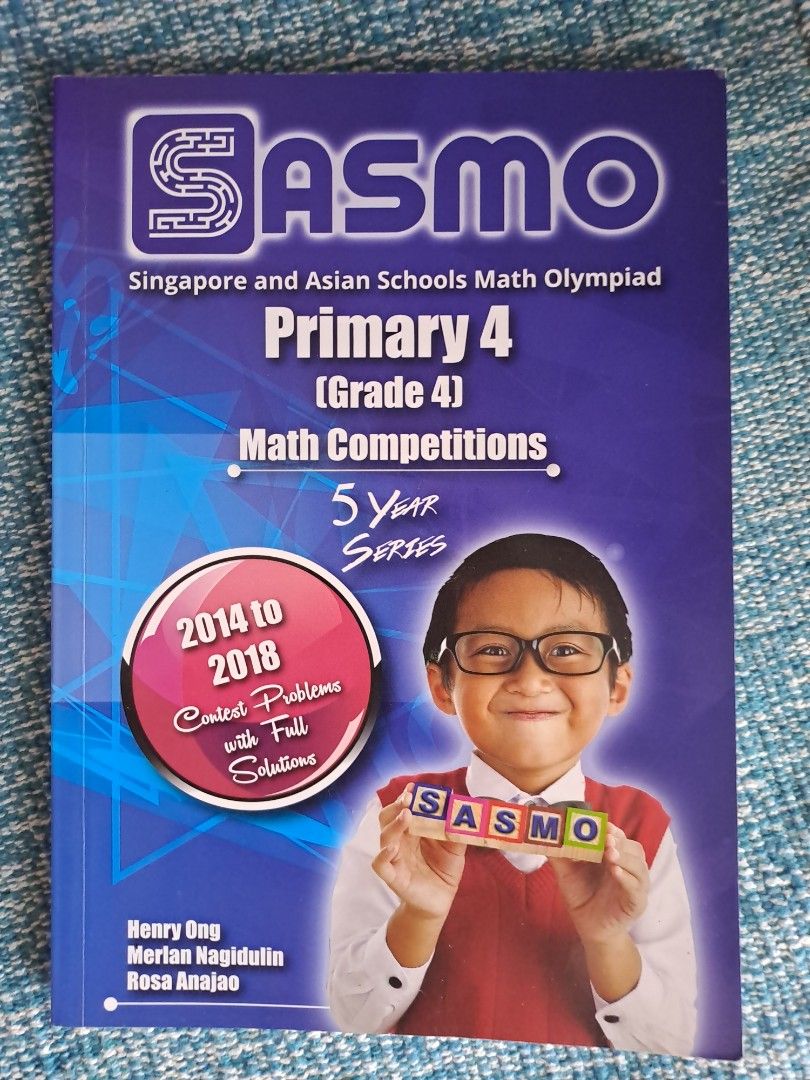 SASMO
Singapore and Asian Schools Math Olympiad
Primary 4
(Grade 4)
Math Competitions
5 Year
Series
2014 to
2018
Contest Problems
with Full
Solutions
SASMO
Henry Ong
Merlan Nagidulin
Rosa Anajao